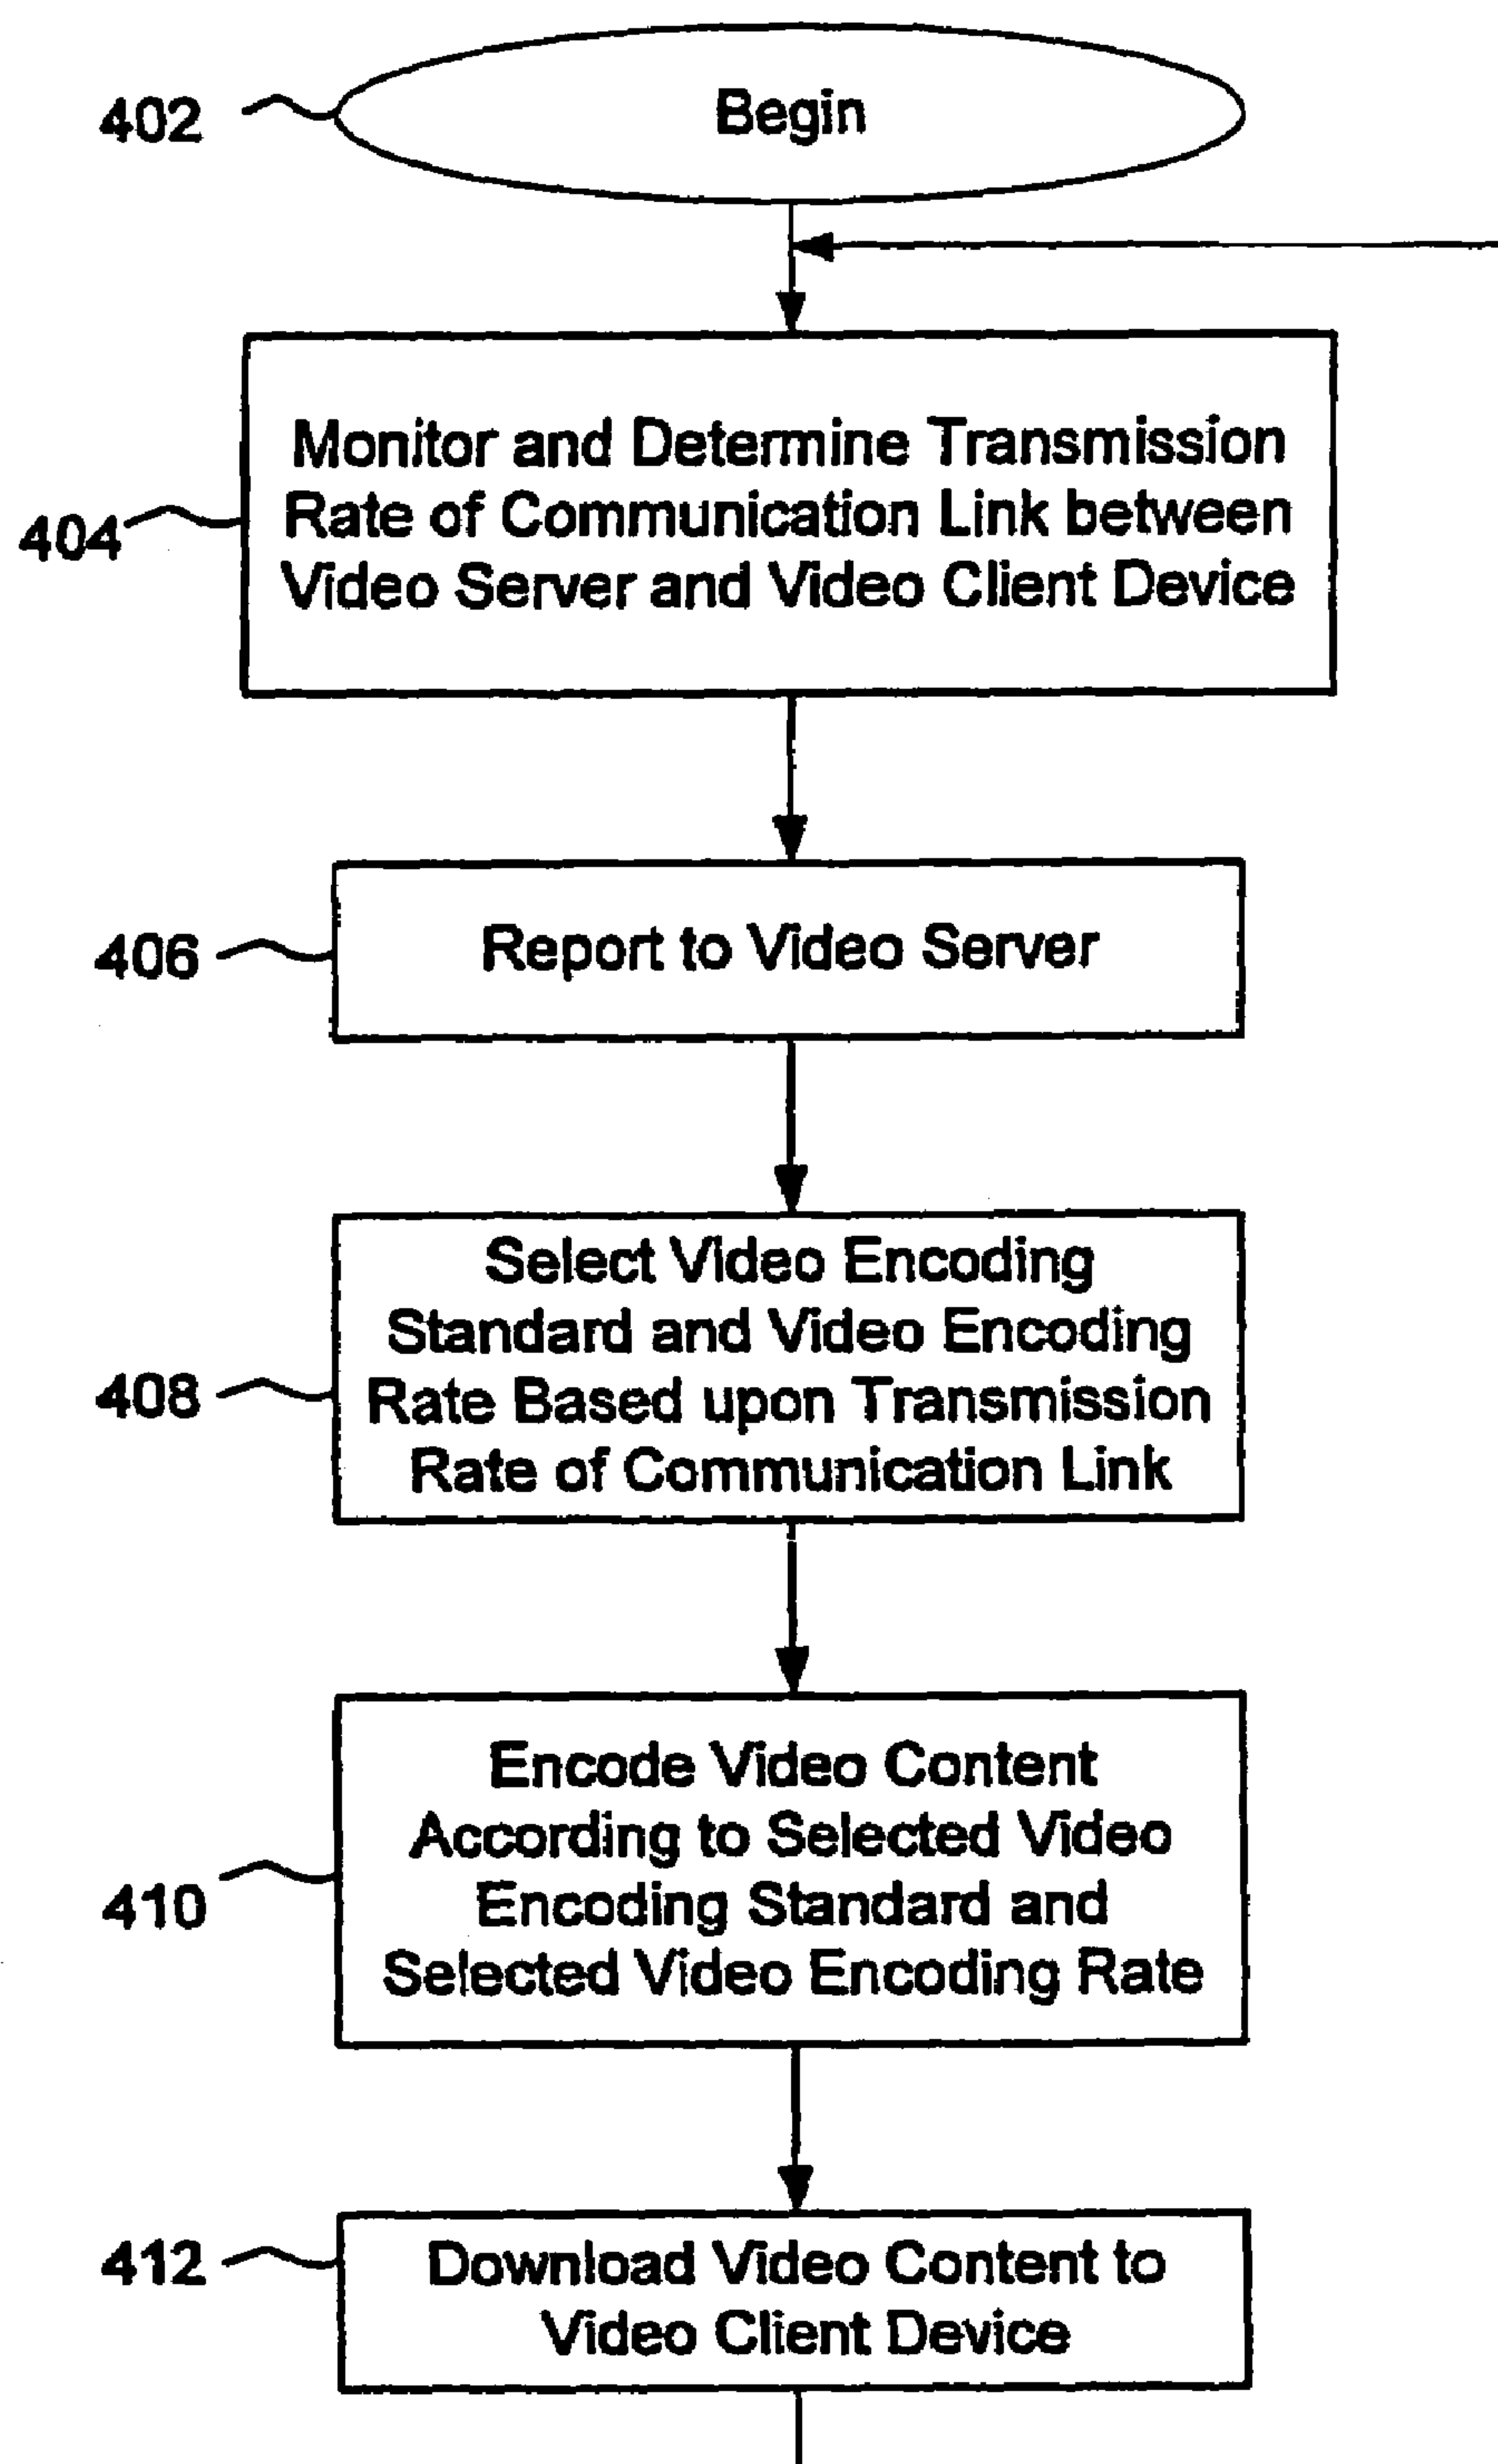 402
Begin
404
Monitor and Determine Transmission
Rate of Communication Link between
Video Server and Video Client Device
406
Report to Video Server
408
Select Video Encoding
Standard and Video Encoding
Rate Based upon Transmission
Rate of Communication Link
410
Encode Video Content
According to Selected Video
Encoding Standard and
Selected Video Encoding Rate
412
Download Video Content to
Video Client Device